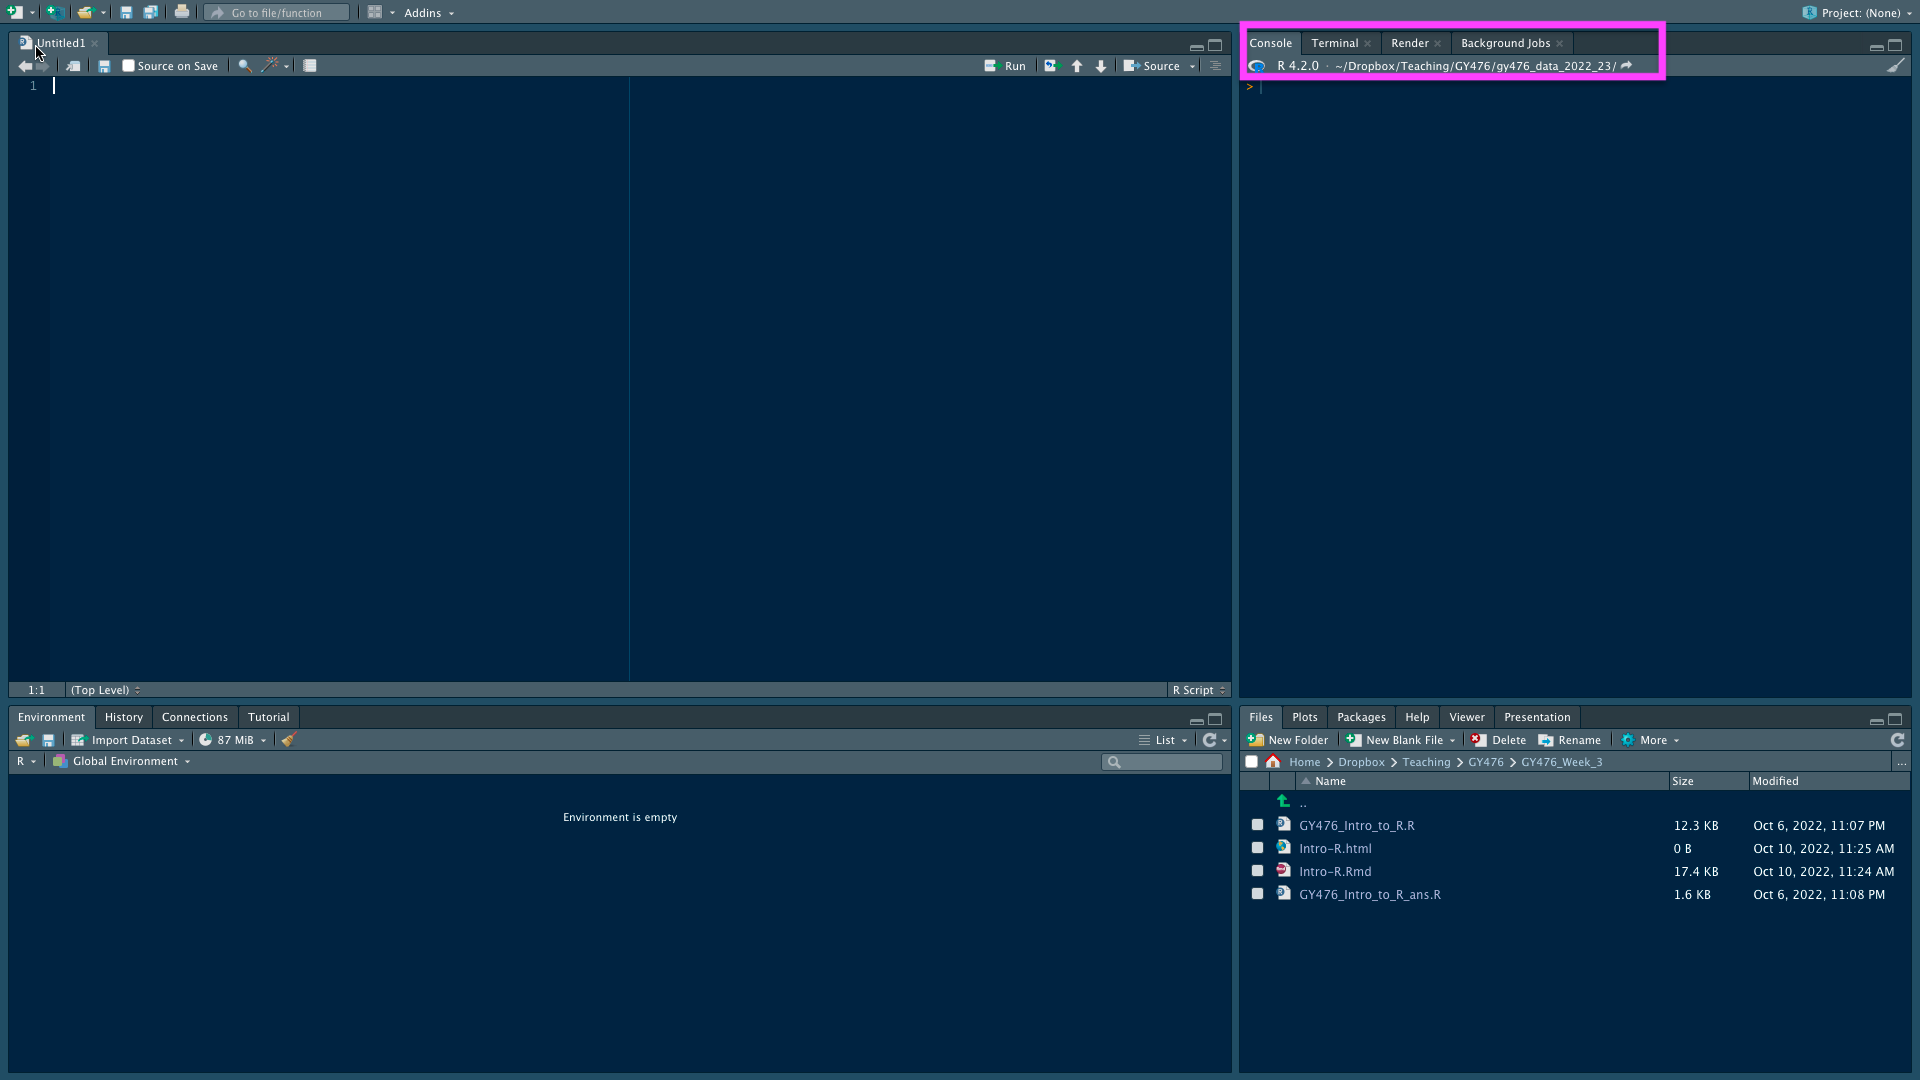 Go to file/function
Addins
Project: (None)
Untitled1
Source on Save
Run
Source
1
1:1
(Top Level)
R Script
Console
Terminal
Render
Background Jobs
R 4.2.0 · ~/Dropbox/Teaching/GY476/gy476_data_2022_23/
>
Environment
History
Connections
Tutorial
Import Dataset
87 MiB
List
R
Global Environment
Environment is empty
Files
Plots
Packages
Help
Viewer
Presentation
New Folder
New Blank File
Delete
Rename
More
Home
Dropbox
Teaching
GY476
GY476_Week_3
...
Name
Size
Modified
..
GY476_Intro_to_R.R 12.3 KB Oct 6, 2022, 11:07 PM
Intro-R.html 0 B Oct 10, 2022, 11:25 AM
Intro-R.Rmd 17.4 KB Oct 10, 2022, 11:24 AM
GY476_Intro_to_R_ans.R 1.6 KB Oct 6, 2022, 11:08 PM